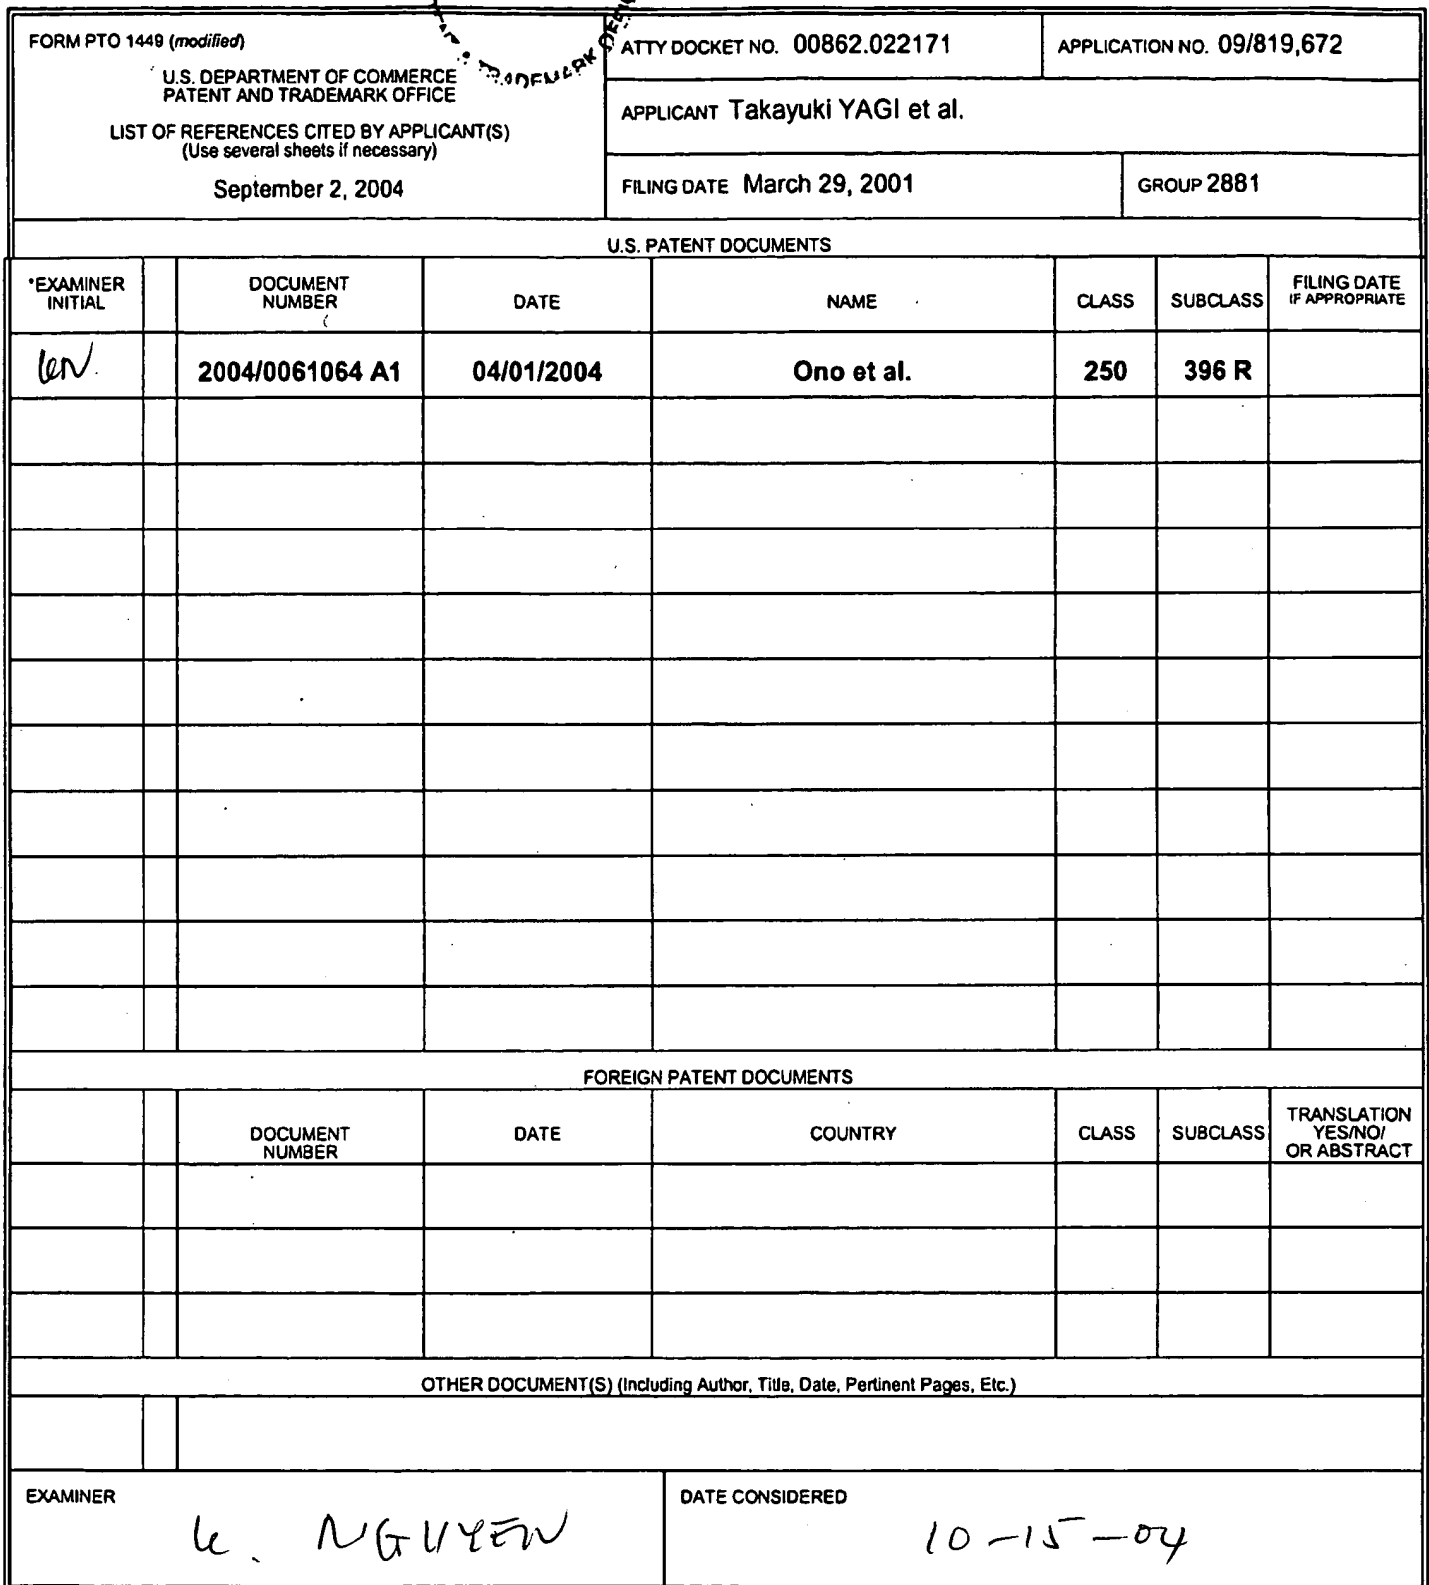 FORM PTO 1449 (modified)
U.S. DEPARTMENT OF COMMERCE
PATENT AND TRADEMARK OFFICE
LIST OF REFERENCES CITED BY APPLICANT(S)
(Use several sheets if necessary)
September 2, 2004
TRADEMARK
ATTY DOCKET NO. 00862.022171
APPLICATION NO. 09/819,672
APPLICANT Takayuki YAGI et al.
FILING DATE March 29, 2001
GROUP 2881
U.S. PATENT DOCUMENTS
*EXAMINER
INITIAL
DOCUMENT
NUMBER
DATE
NAME
CLASS
SUBCLASS
FILING DATE
IF APPROPRIATE
KN.
2004/0061064 A1
04/01/2004
Ono et al.
250
396 R
FOREIGN PATENT DOCUMENTS
DOCUMENT
NUMBER
DATE
COUNTRY
CLASS
SUBCLASS
TRANSLATION
YES/NO/
OR ABSTRACT
OTHER DOCUMENT(S) (Including Author, Title, Date, Pertinent Pages, Etc.)
EXAMINER
K. NGUYEN
DATE CONSIDERED
10-15-04